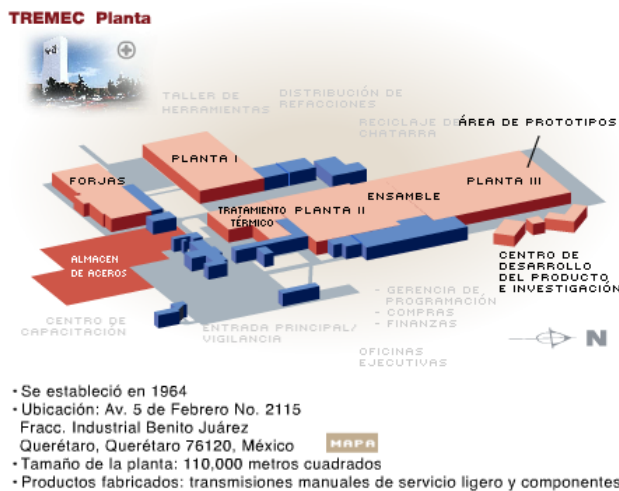 TREMEC Planta
TALLER DE
HERRAMIENTAS
DISTRIBUCIÓN DE
REFACCIONES
RECICLAJE DE
CHATARRA
ÁREA DE PROTOTIPOS
PLANTA I
FORJAS
PLANTA III
ENSAMBLE
TRATAMIENTO
TÉRMICO
PLANTA II
ALMACEN
DE ACEROS
CENTRO DE
DESARROLLO
DEL PRODUCTO
E INVESTIGACIÓN
- GERENCIA DE
PROGRAMACIÓN
- COMPRAS
- FINANZAS
CENTRO DE
CAPACITACIÓN
ENTRADA PRINCIPAL/
VIGILANCIA
OFICINAS
EJECUTIVAS
N
• Se estableció en 1964
• Ubicación: Av. 5 de Febrero No. 2115
Fracc. Industrial Benito Juárez
Querétaro, Querétaro 76120, México
MAPA
• Tamaño de la planta: 110,000 metros cuadrados
• Productos fabricados: transmisiones manuales de servicio ligero y componentes